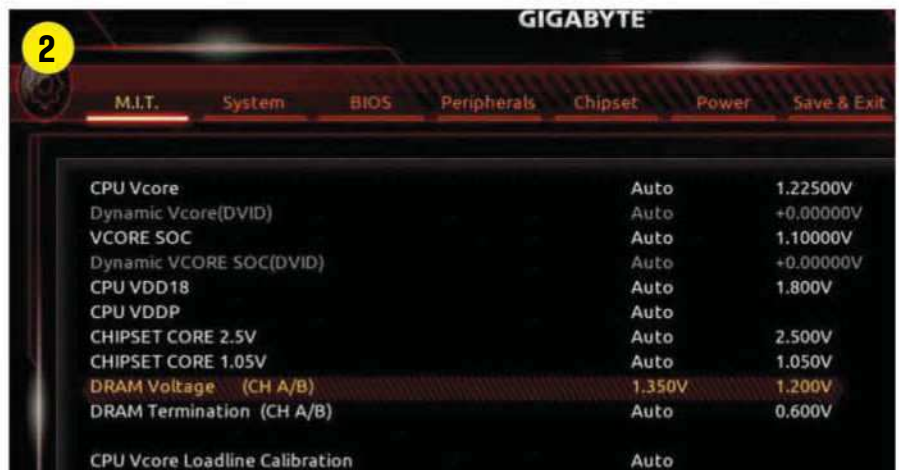 GIGABYTE
2
M.I.T. System BIOS Peripherals Chipset Power Save & Exit
CPU Vcore Auto 1.22500V
Dynamic Vcore(DVID) Auto +0.00000V
VCORE SOC Auto 1.10000V
Dynamic VCORE SOC(DVID) Auto +0.00000V
CPU VDD18 Auto 1.800V
CPU VDDP Auto
CHIPSET CORE 2.5V Auto 2.500V
CHIPSET CORE 1.05V Auto 1.050V
DRAM Voltage (CH A/B) 1.350V 1.200V
DRAM Termination (CH A/B) Auto 0.600V
CPU Vcore Loadline Calibration Auto